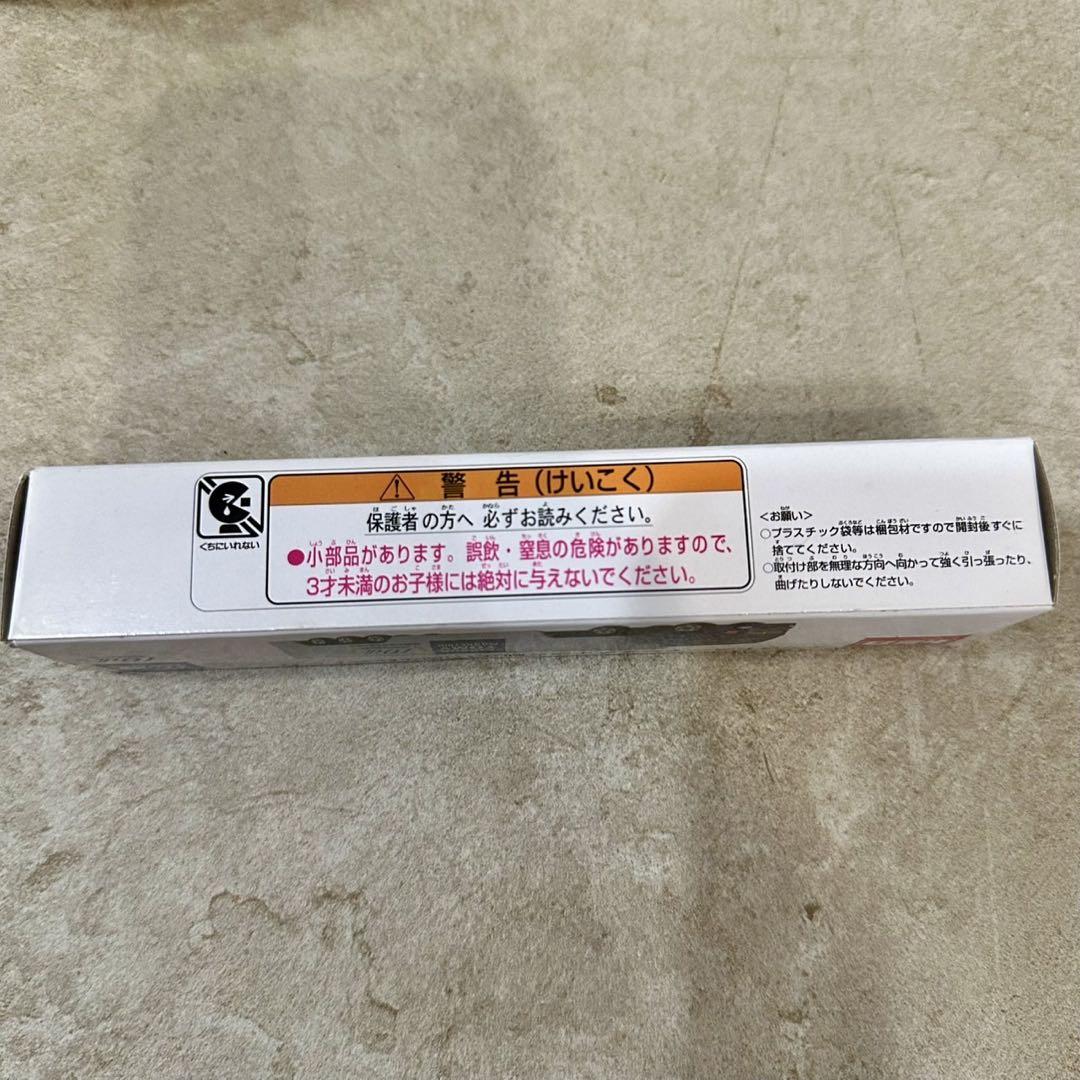 警告（けいこく）
保護者の方へ 必ずお読みください。
●小部品があります。誤飲・窒息の危険がありますので、
3才未満のお子様には絶対に与えないでください。
くちにいれない
＜お願い＞
○プラスチック袋等は梱包材ですので開封後すぐに
捨ててください。
○取付け部を無理な方向へ向かって強く引っ張ったり、
曲げたりしないでください。